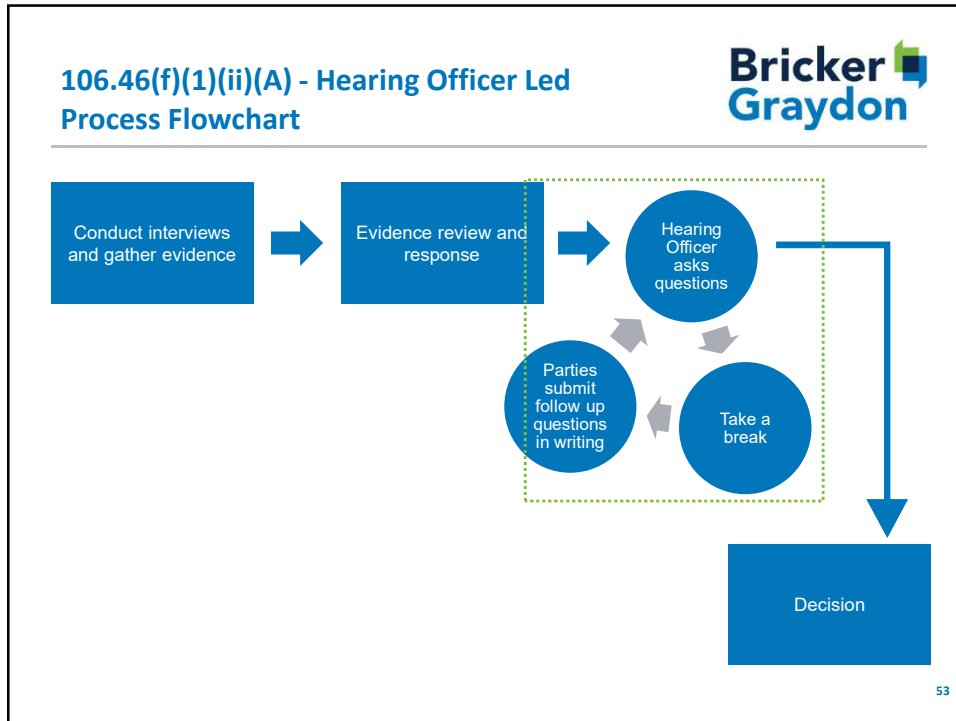 106.46(f)(1)(ii)(A) - Hearing Officer Led
Process Flowchart
Bricker
Graydon
Conduct interviews
and gather evidence
Evidence review and
response
Hearing
Officer
asks
questions
Parties
submit
follow up
questions
in writing
Take a
break
Decision
53